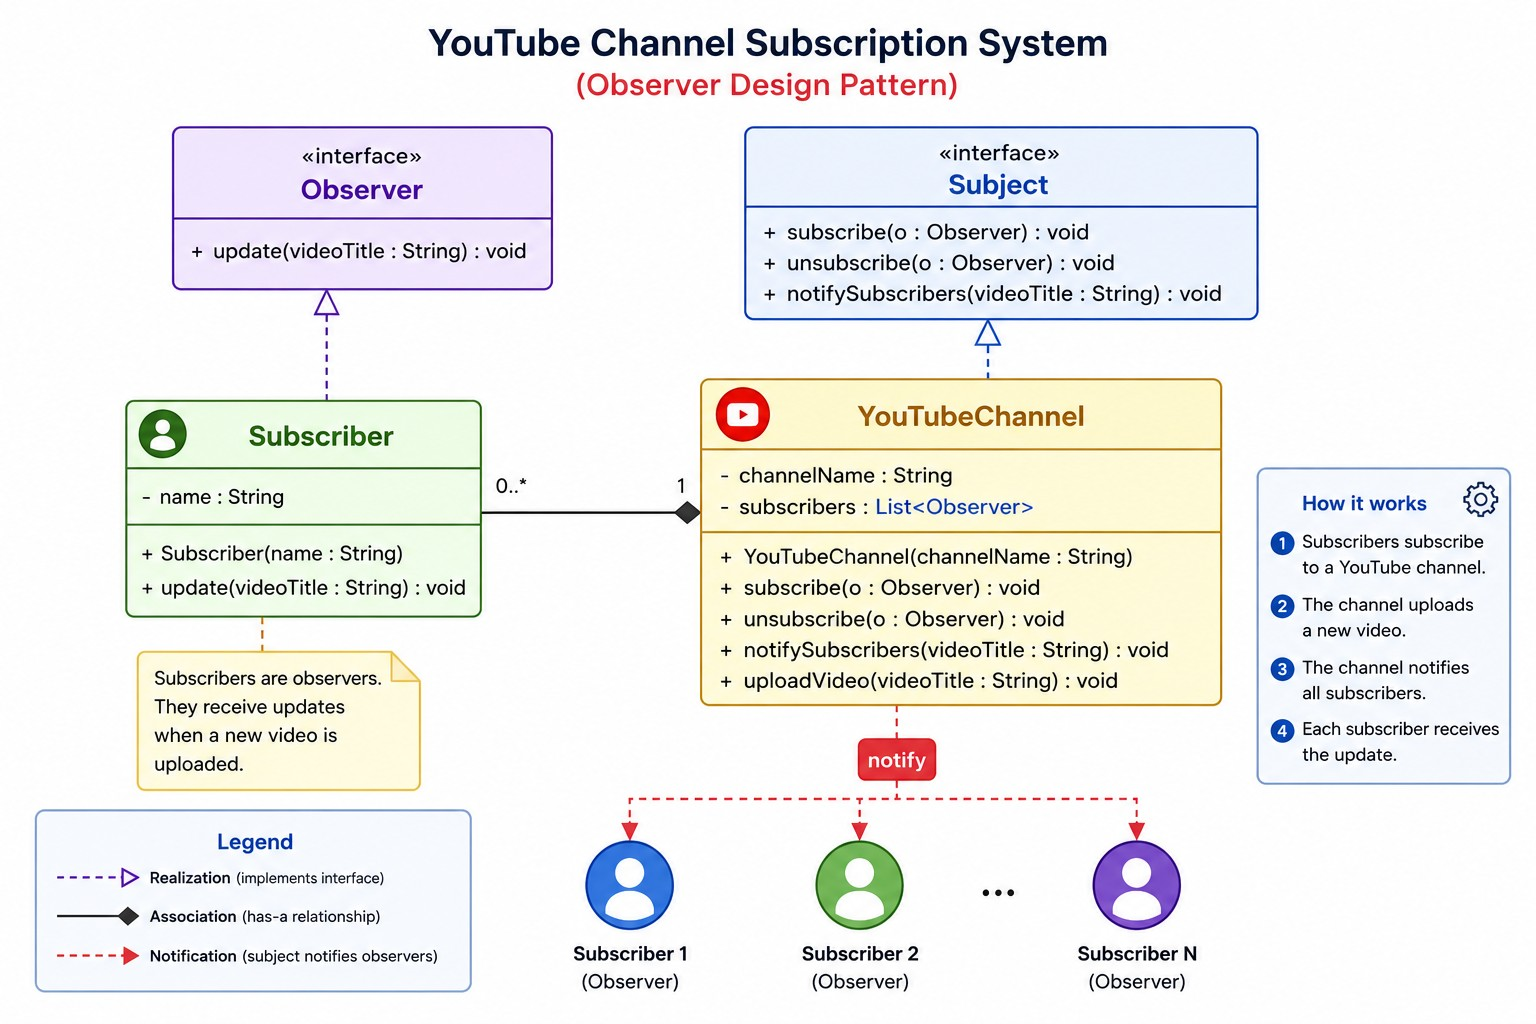 YouTube Channel Subscription System
(Observer Design Pattern)
«interface»
Observer
+ update(videoTitle : String) : void
«interface»
Subject
+ subscribe(o : Observer) : void
+ unsubscribe(o : Observer) : void
+ notifySubscribers(videoTitle : String) : void
Subscriber
- name : String
+ Subscriber(name : String)
+ update(videoTitle : String) : void
0..*
1
YouTubeChannel
- channelName : String
- subscribers : List<Observer>
+ YouTubeChannel(channelName : String)
+ subscribe(o : Observer) : void
+ unsubscribe(o : Observer) : void
+ notifySubscribers(videoTitle : String) : void
+ uploadVideo(videoTitle : String) : void
How it works
1 Subscribers subscribe
to a YouTube channel.
2 The channel uploads
a new video.
3 The channel notifies
all subscribers.
4 Each subscriber receives
the update.
Subscribers are observers.
They receive updates
when a new video is
uploaded.
notify
Legend
Realization (implements interface)
Association (has-a relationship)
Notification (subject notifies observers)
Subscriber 1
(Observer)
Subscriber 2
(Observer)
...
Subscriber N
(Observer)